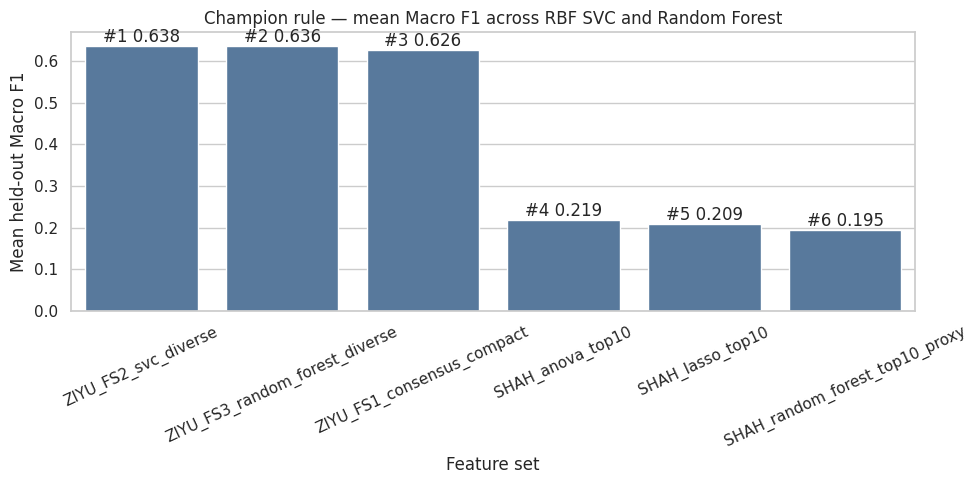 Champion rule — mean Macro F1 across RBF SVC and Random Forest
Mean held-out Macro F1
0.6
0.5
0.4
0.3
0.2
0.1
0.0
#1 0.638
#2 0.636
#3 0.626
#4 0.219
#5 0.209
#6 0.195
ZIYU_FS2_svc_diverse
ZIYU_FS3_random_forest_diverse
ZIYU_FS1_consensus_compact
SHAH_anova_top10
SHAH_lasso_top10
SHAH_random_forest_top10_proxy
Feature set